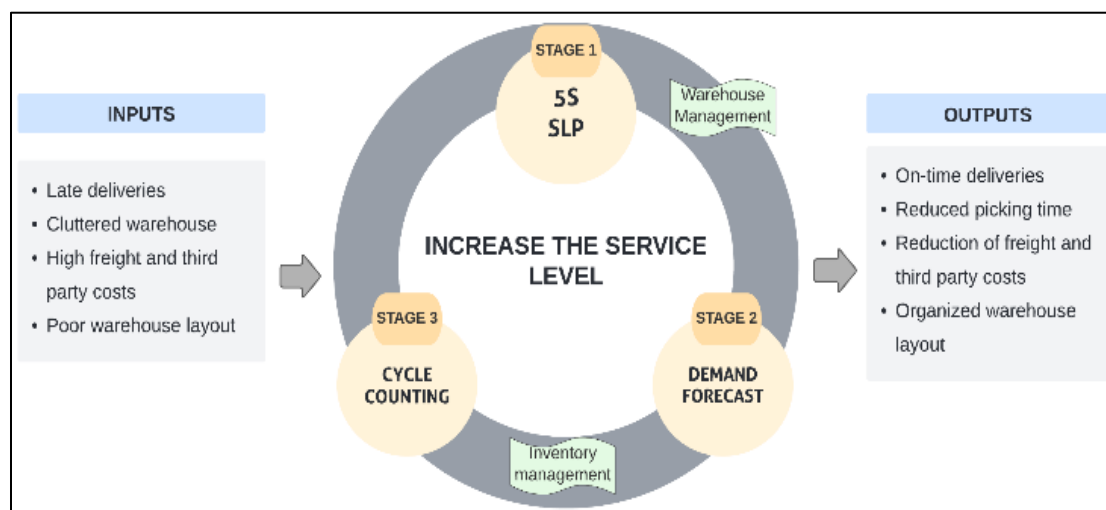 INPUTS
• Late deliveries
• Cluttered warehouse
• High freight and third
party costs
• Poor warehouse layout
STAGE 1
5S
SLP
Warehouse
Management
INCREASE THE SERVICE
LEVEL
STAGE 3
CYCLE
COUNTING
STAGE 2
DEMAND
FORECAST
Inventory
management
OUTPUTS
• On-time deliveries
• Reduced picking time
• Reduction of freight and
third party costs
• Organized warehouse
layout